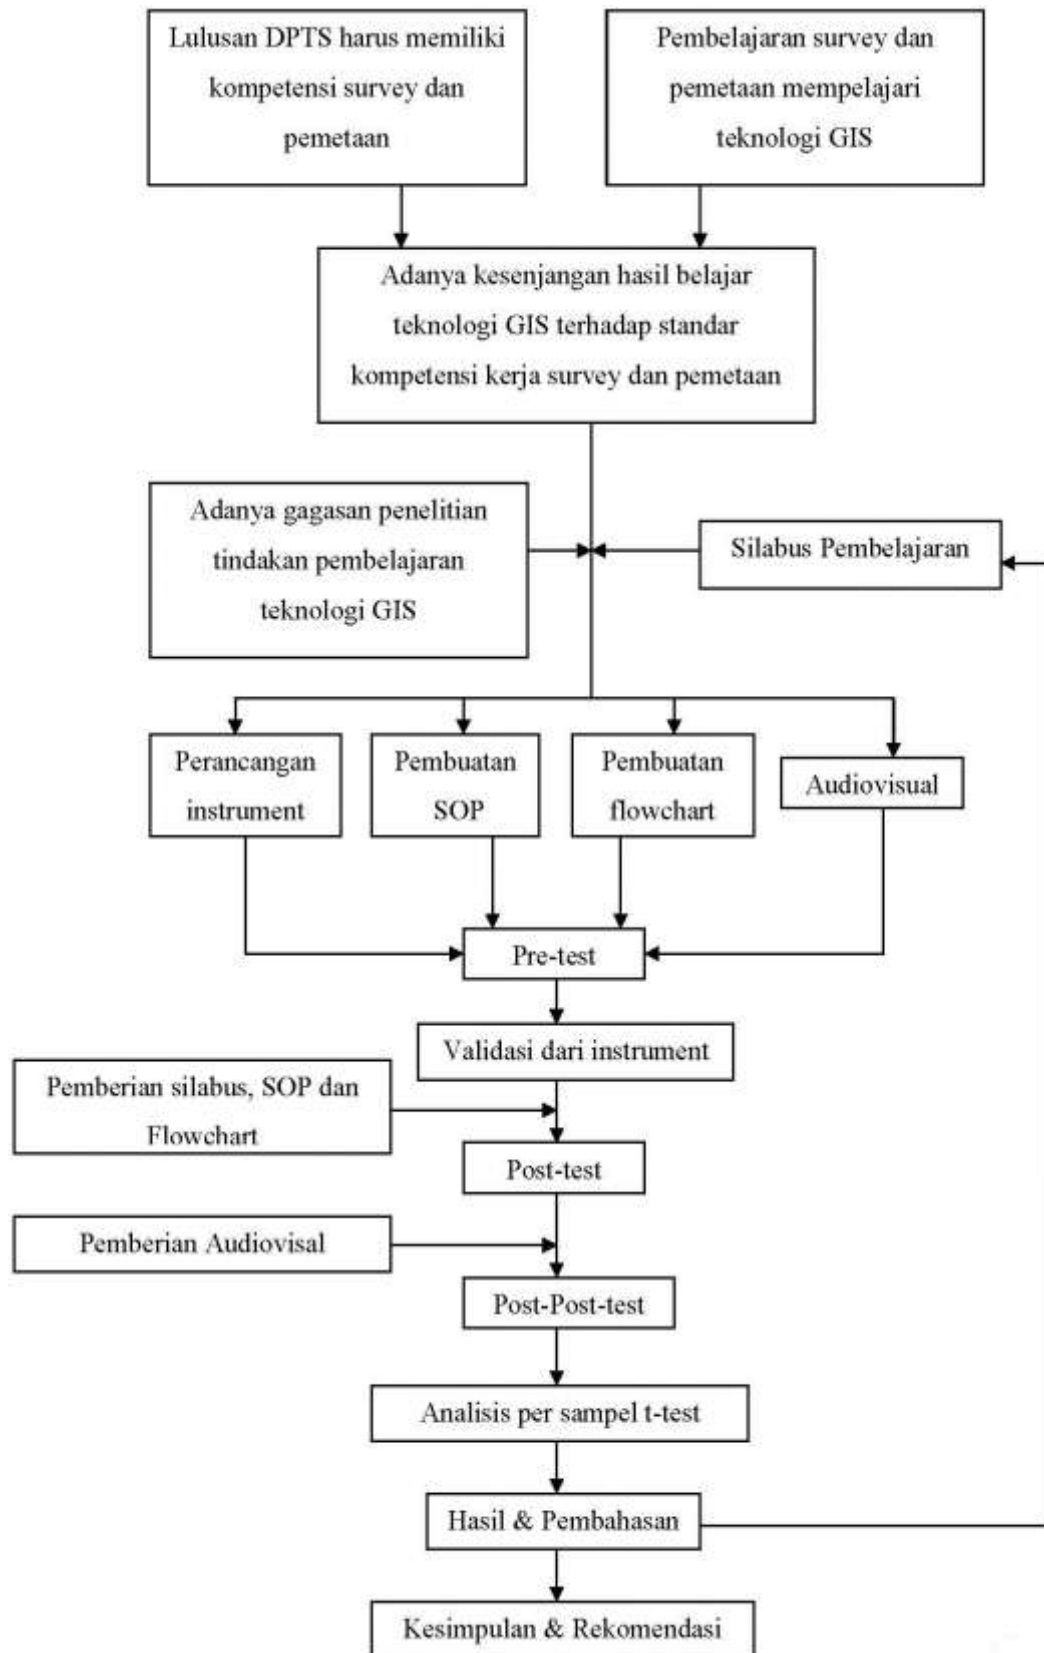 Lulusan DPTS harus memiliki
kompetensi survey dan
pemetaan
Pembelajaran survey dan
pemetaan mempelajari
teknologi GIS
Adanya kesenjangan hasil belajar
teknologi GIS terhadap standar
kompetensi kerja survey dan pemetaan
Adanya gagasan penelitian
tindakan pembelajaran
teknologi GIS
Silabus Pembelajaran
Perancangan
instrument
Pembuatan
SOP
Pembuatan
flowchart
Audiovisual
Pre-test
Validasi dari instrument
Pemberian silabus, SOP dan
Flowchart
Post-test
Pemberian Audiovisal
Post-Post-test
Analisis per sampel t-test
Hasil & Pembahasan
Kesimpulan & Rekomendasi